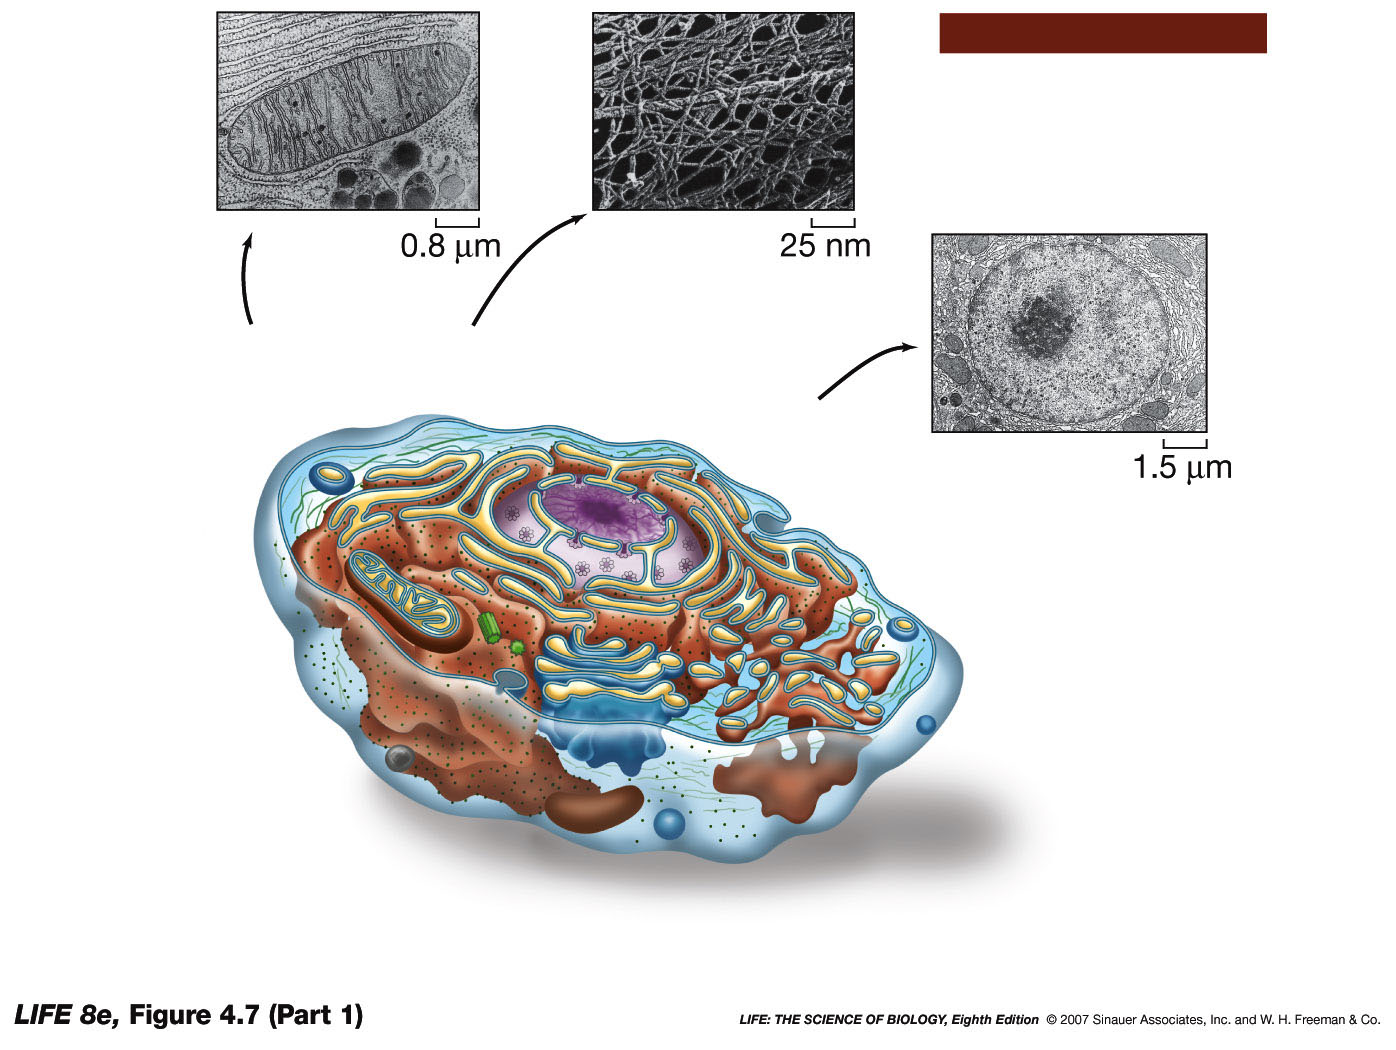 0.8 μm
25 nm
1.5 μm
LIFE 8e, Figure 4.7 (Part 1)
LIFE: THE SCIENCE OF BIOLOGY, Eighth Edition © 2007 Sinauer Associates, Inc. and W. H. Freeman & Co.